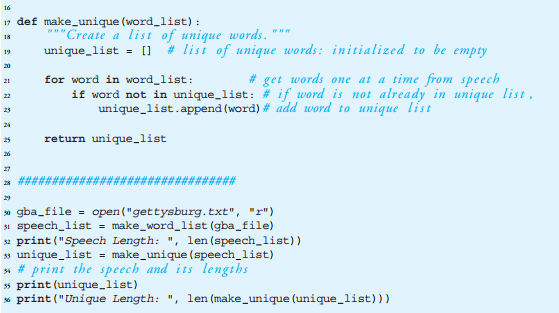 16
17 def make_unique(word_list):
18     """Create a list of unique words."""
19     unique_list = []  # list of unique words: initialized to be empty
20
21     for word in word_list:          # get words one at a time from speech
22         if word not in unique_list: # if word is not already in unique list,
23             unique_list.append(word)# add word to unique list
24
25     return unique_list
26
27
28 ###############################
29
30 gba_file = open("gettysburg.txt", "r")
31 speech_list = make_word_list(gba_file)
32 print("Speech Length: ", len(speech_list))
33 unique_list = make_unique(speech_list)
34 # print the speech and its lengths
35 print(unique_list)
36 print("Unique Length: ", len(make_unique(unique_list)))